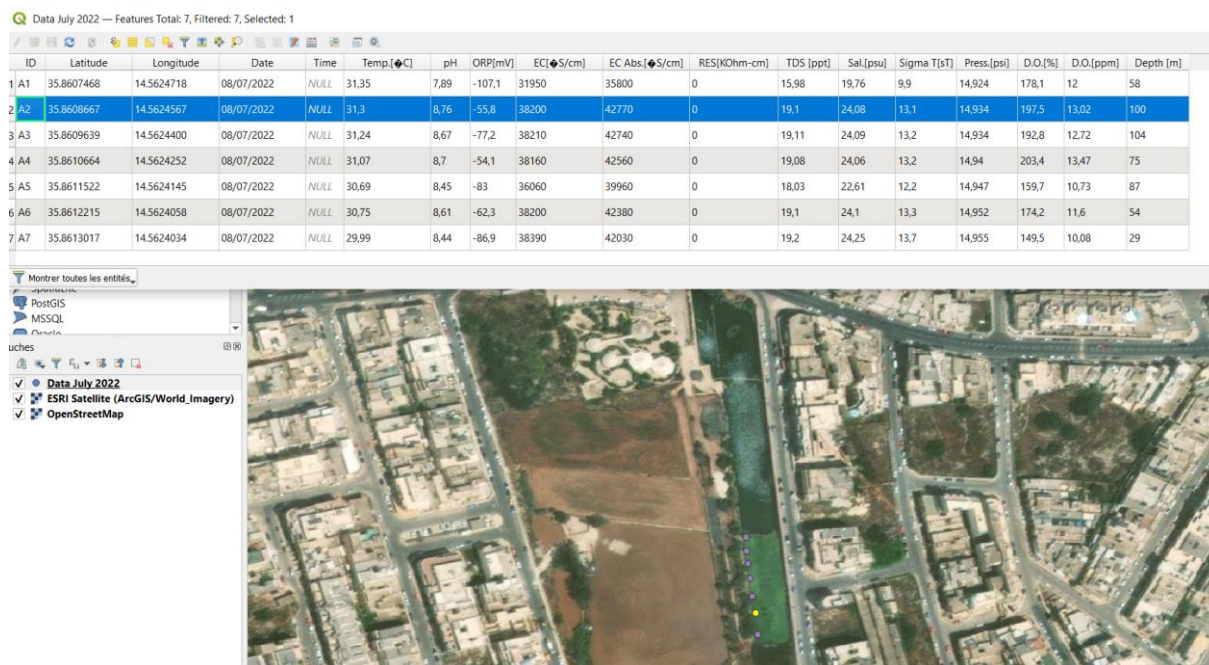 Data July 2022 — Features Total: 7, Filtered: 7, Selected: 1
ID Latitude Longitude Date Time Temp.[�C] pH ORP[mV] EC[�S/cm] EC Abs.[�S/cm] RES[KOhm-cm] TDS [ppt] Sal.[psu] Sigma T[sT] Press.[psi] D.O.[%] D.O.[ppm] Depth [m]
1 A1 35.8607468 14.5624718 08/07/2022 NULL 31,35 7,89 -107,1 31950 35800 0 15,98 19,76 9,9 14,924 178,1 12 58
2 A2 35.8608667 14.5624567 08/07/2022 NULL 31,3 8,76 -55,8 38200 42770 0 19,1 24,08 13,1 14,934 197,5 13,02 100
3 A3 35.8609639 14.5624400 08/07/2022 NULL 31,24 8,67 -77,2 38210 42740 0 19,11 24,09 13,2 14,934 192,8 12,72 104
4 A4 35.8610664 14.5624252 08/07/2022 NULL 31,07 8,7 -54,1 38160 42560 0 19,08 24,06 13,2 14,94 203,4 13,47 75
5 A5 35.8611522 14.5624145 08/07/2022 NULL 30,69 8,45 -83 36060 39960 0 18,03 22,61 12,2 14,947 159,7 10,73 87
6 A6 35.8612215 14.5624058 08/07/2022 NULL 30,75 8,61 -62,3 38200 42380 0 19,1 24,1 13,3 14,952 174,2 11,6 54
7 A7 35.8613017 14.5624034 08/07/2022 NULL 29,99 8,44 -86,9 38390 42030 0 19,2 24,25 13,7 14,955 149,5 10,08 29
Montrer toutes les entités
PostGIS
MSSQL
Oracle
uches
Data July 2022
ESRI Satellite (ArcGIS/World_Imagery)
OpenStreetMap